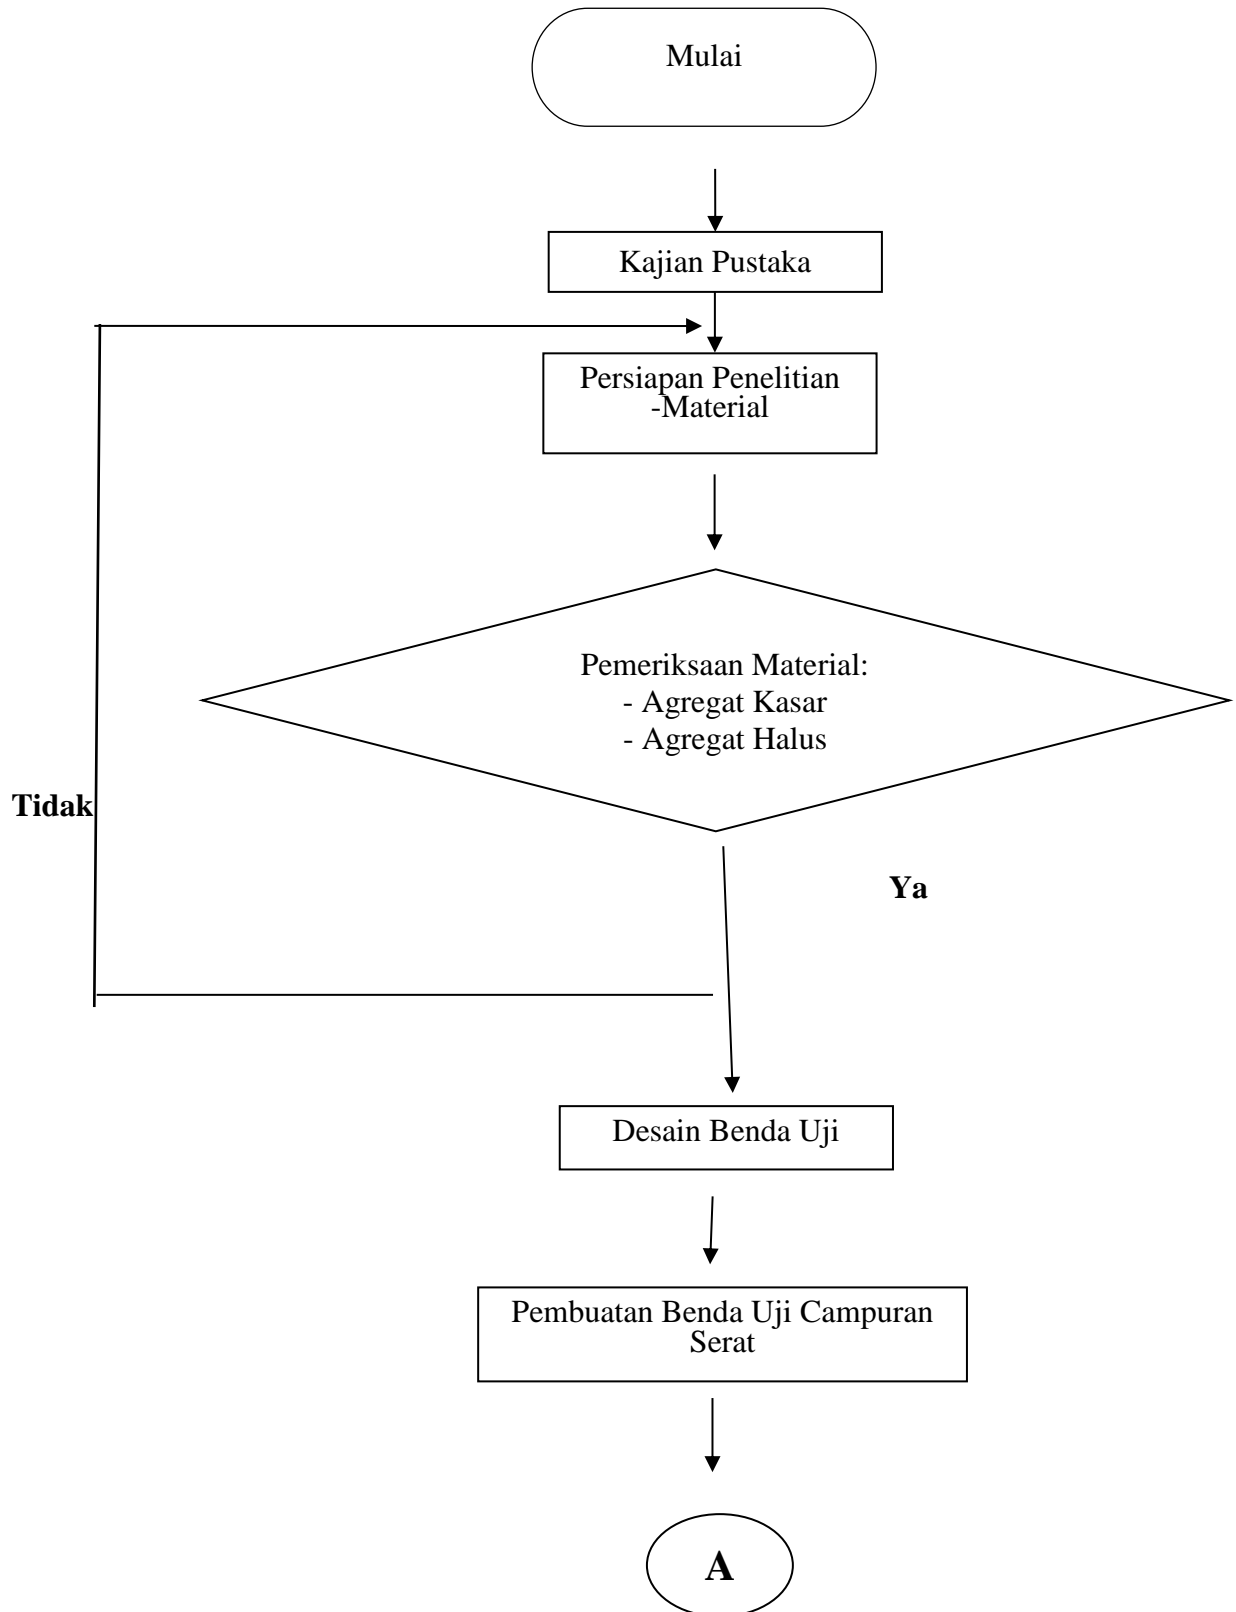 Mulai
Kajian Pustaka
Persiapan Penelitian
-Material
Pemeriksaan Material:
- Agregat Kasar
- Agregat Halus
Tidak
Ya
Desain Benda Uji
Pembuatan Benda Uji Campuran
Serat
A